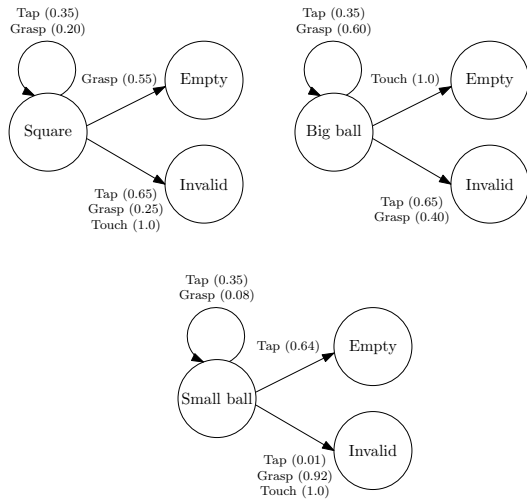 Tap (0.35)
Grasp (0.20)
Grasp (0.55)
Empty
Square
Invalid
Tap (0.65)
Grasp (0.25)
Touch (1.0)
Tap (0.35)
Grasp (0.60)
Touch (1.0)
Empty
Big ball
Invalid
Tap (0.65)
Grasp (0.40)
Tap (0.35)
Grasp (0.08)
Tap (0.64)
Empty
Small ball
Invalid
Tap (0.01)
Grasp (0.92)
Touch (1.0)